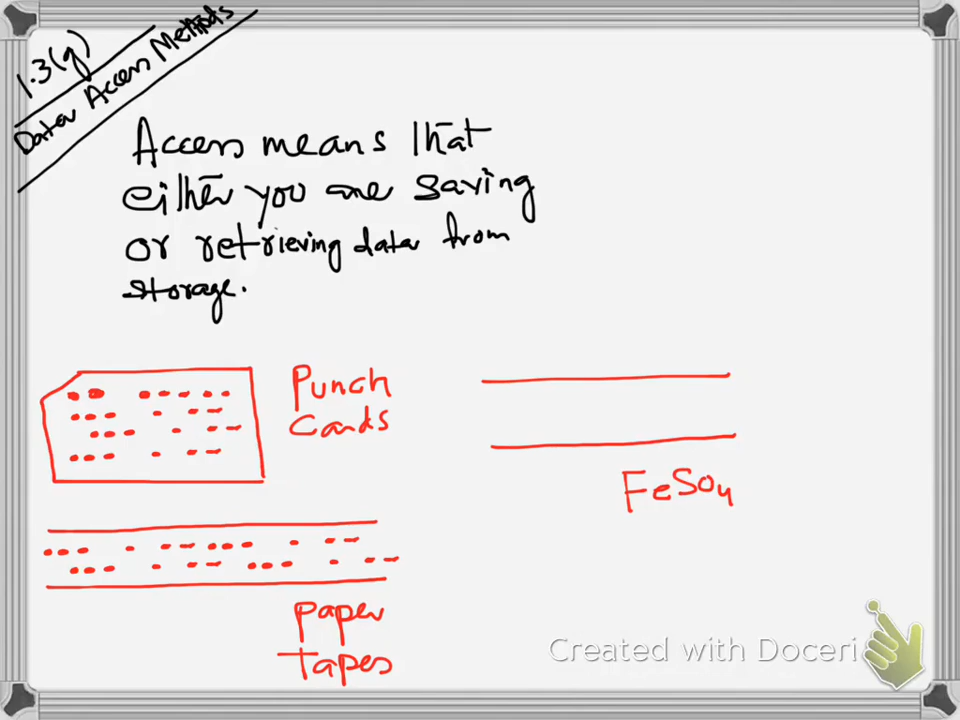 1.3(g)
Data Access Methods
Access means that
either you are saving
or retrieving data from
storage.
Punch
Cards
FeSO4
paper
tapes
Created with Doceri